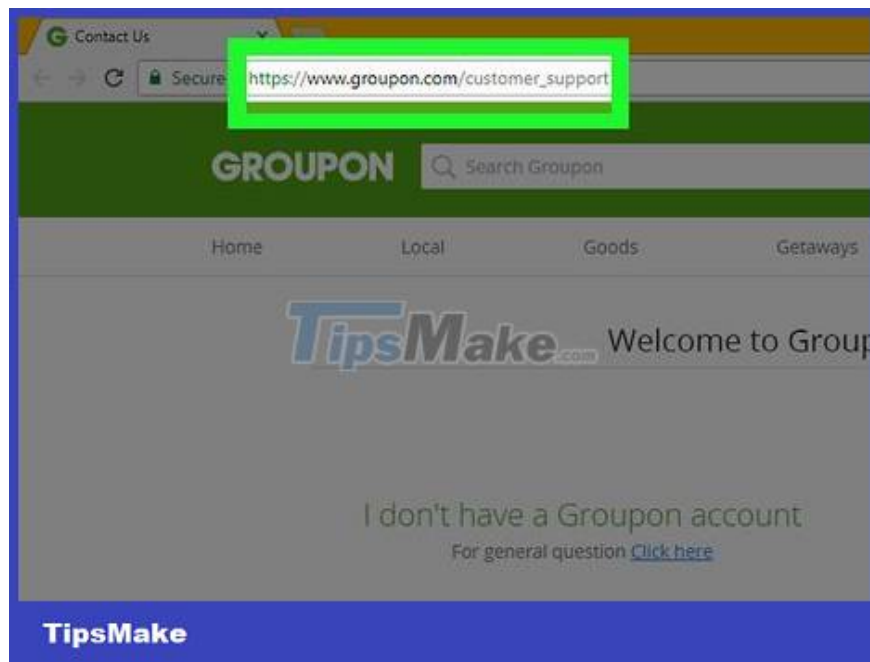 Contact Us
Secure https://www.groupon.com/customer_support
GROUPON Search Groupon
Home Local Goods Getaways
TipsMake.com
Welcome to Group
I don't have a Groupon account
For general question Click here
TipsMake